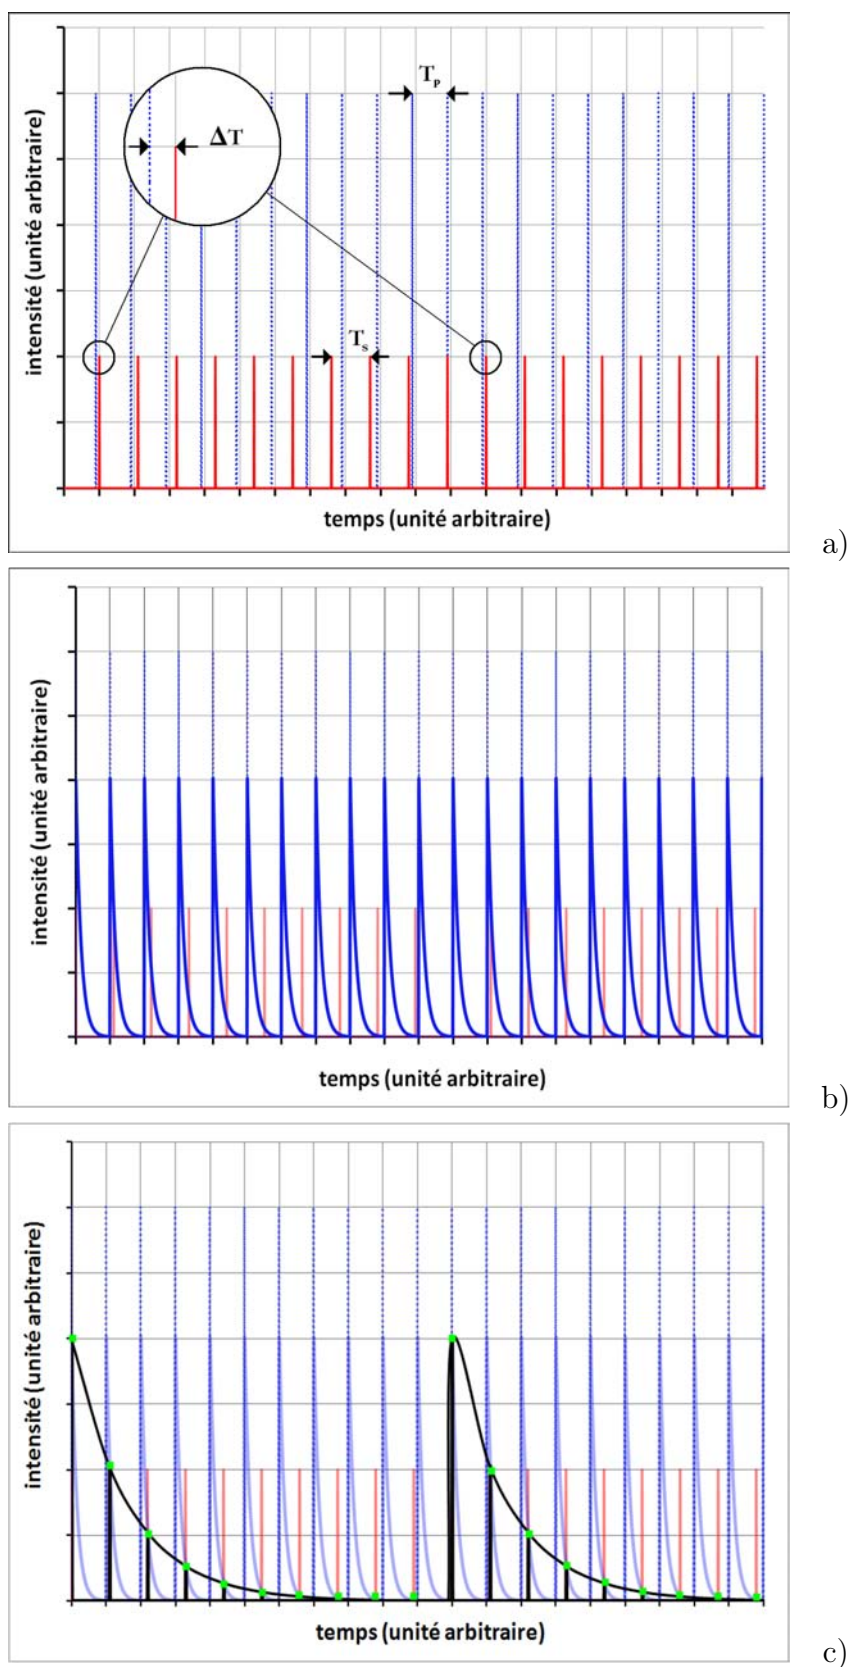 T_p
ΔT
T_s
intensité (unité arbitraire)
temps (unité arbitraire)
a)
intensité (unité arbitraire)
temps (unité arbitraire)
b)
intensité (unité arbitraire)
temps (unité arbitraire)
c)